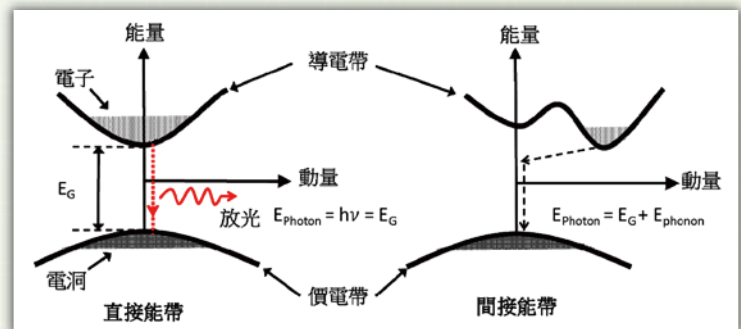 能量
能量
電子
導電帶
E_G
動量
動量
放光
E_Photon = hν = E_G
E_Photon = E_G + E_phonon
電洞
價電帶
直接能帶
間接能帶